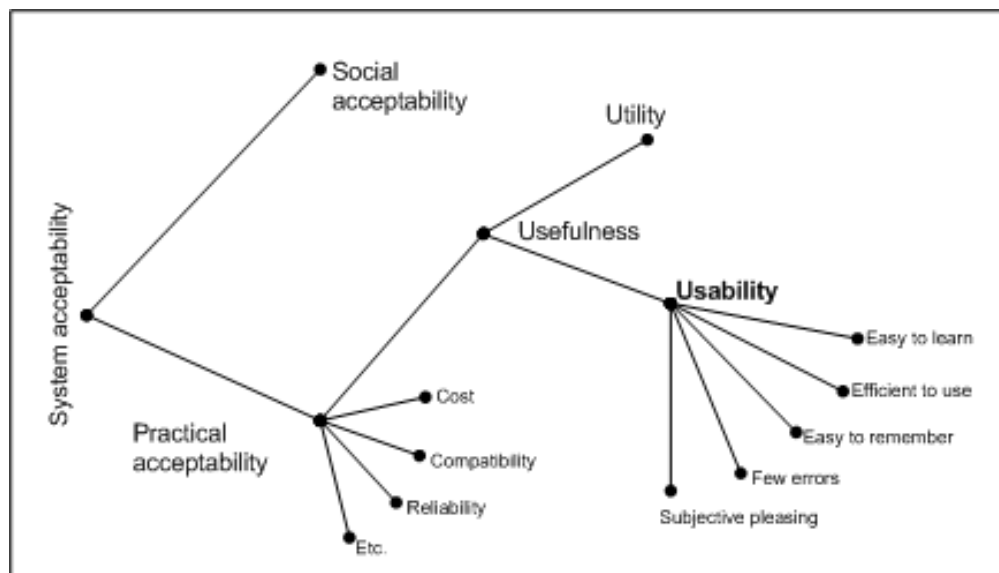 Social
acceptability
Utility
System acceptability
Usefulness
Usability
Easy to learn
Efficient to use
Easy to remember
Few errors
Subjective pleasing
Practical
acceptability
Cost
Compatibility
Reliability
Etc.